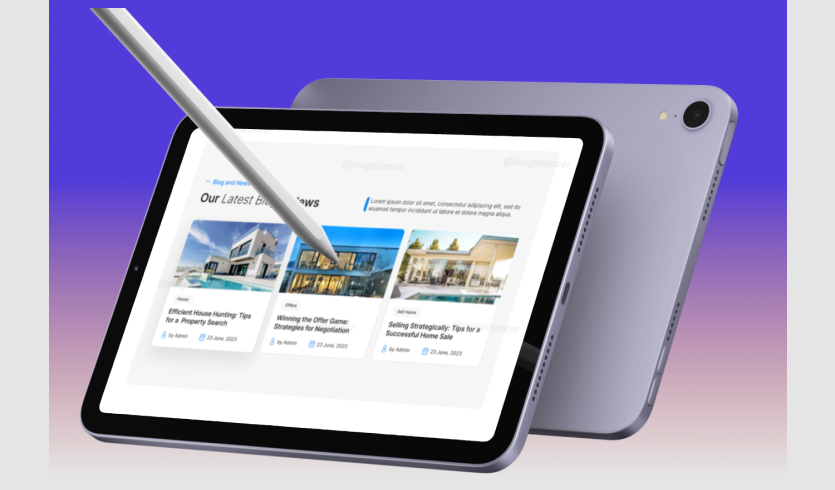 @insightlancer
@insightlancer
Blog and News
Our Latest Blog News
Lorem ipsum dolor sit amet, consectetur adipiscing elit, sed do
eiusmod tempor incididunt ut labore et dolore magna aliqua.
House
Efficient House Hunting: Tips
for a Property Search
by Admin 23 June, 2023
Offers
Winning the Offer Game:
Strategies for Negotiation
by Admin 23 June, 2023
Sell Home
Selling Strategically: Tips for a
Successful Home Sale
by Admin 23 June, 2023